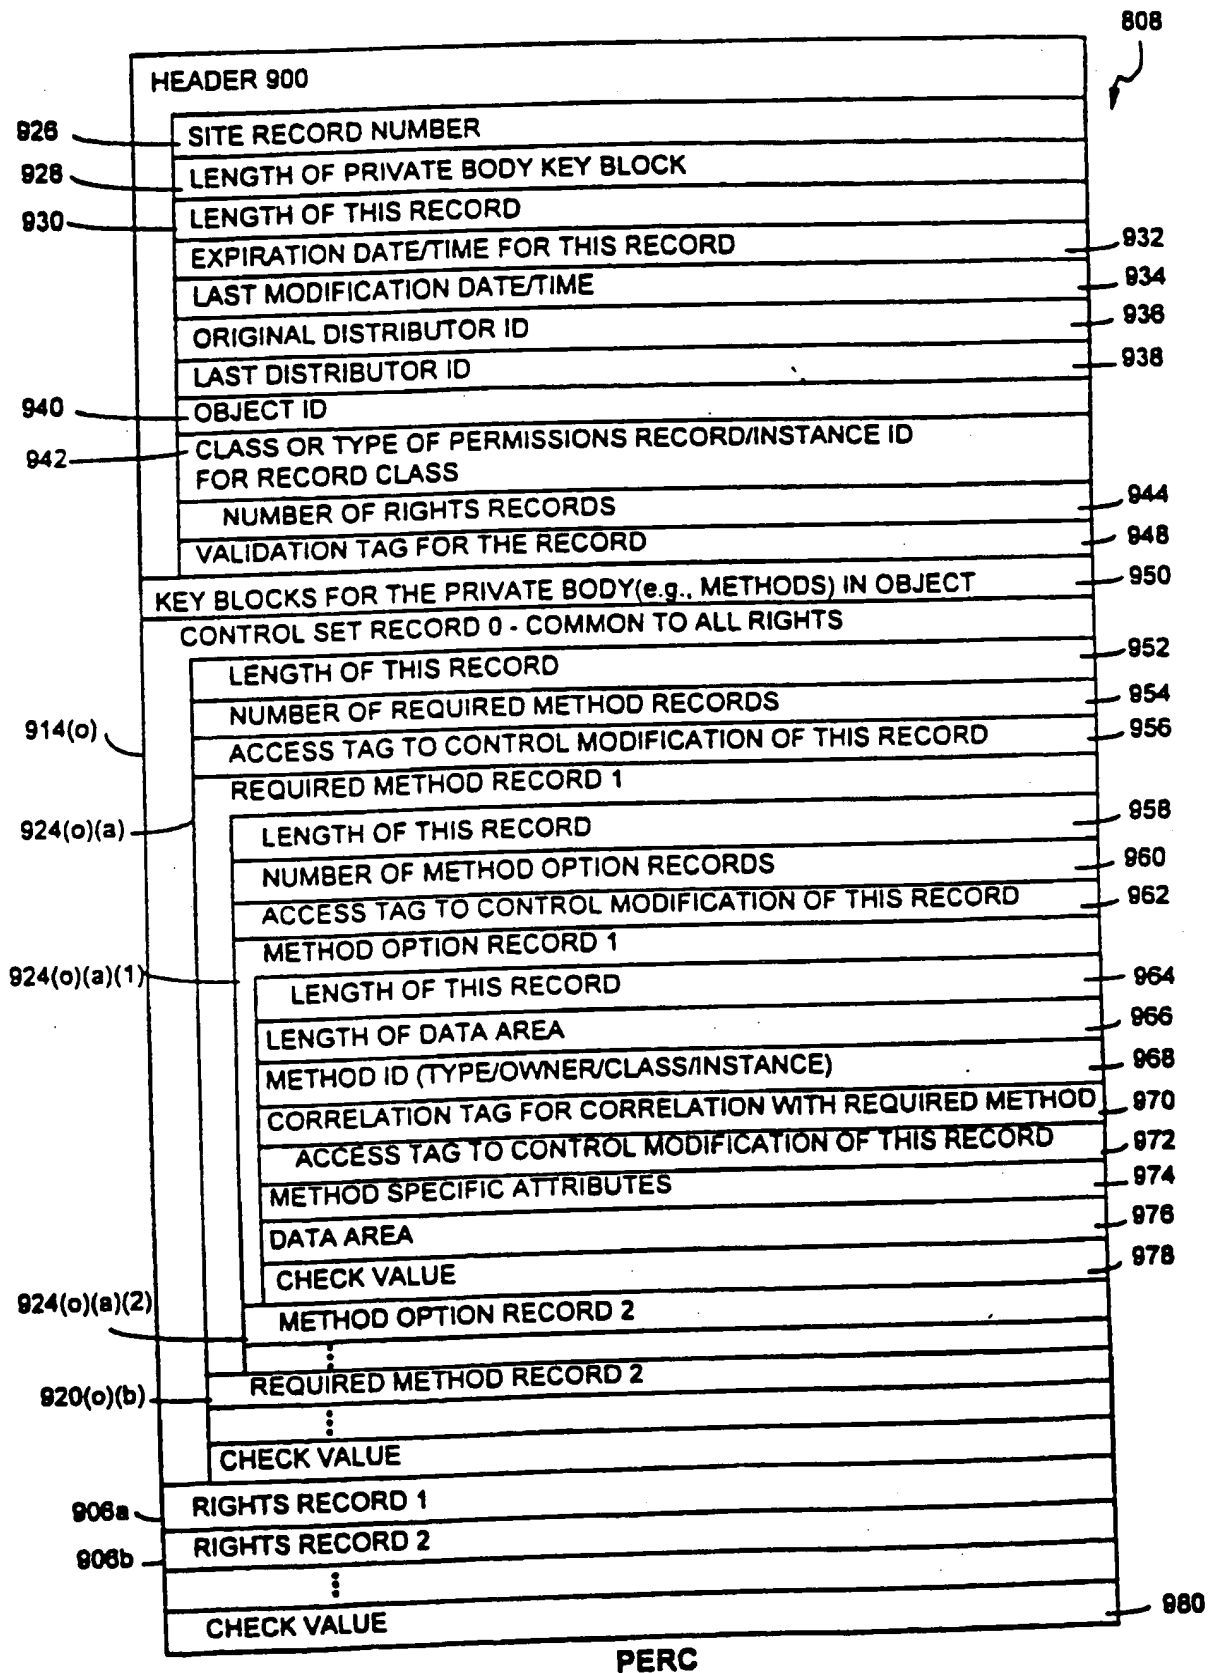 808
HEADER 900
926 SITE RECORD NUMBER
928 LENGTH OF PRIVATE BODY KEY BLOCK
930 LENGTH OF THIS RECORD
EXPIRATION DATE/TIME FOR THIS RECORD 932
LAST MODIFICATION DATE/TIME 934
ORIGINAL DISTRIBUTOR ID 936
LAST DISTRIBUTOR ID 938
940 OBJECT ID
942 CLASS OR TYPE OF PERMISSIONS RECORD/INSTANCE ID
FOR RECORD CLASS
NUMBER OF RIGHTS RECORDS 944
VALIDATION TAG FOR THE RECORD 948
KEY BLOCKS FOR THE PRIVATE BODY(e.g., METHODS) IN OBJECT 950
CONTROL SET RECORD 0 - COMMON TO ALL RIGHTS
LENGTH OF THIS RECORD 952
914(o) NUMBER OF REQUIRED METHOD RECORDS 954
ACCESS TAG TO CONTROL MODIFICATION OF THIS RECORD 956
REQUIRED METHOD RECORD 1
924(o)(a) LENGTH OF THIS RECORD 958
NUMBER OF METHOD OPTION RECORDS 960
ACCESS TAG TO CONTROL MODIFICATION OF THIS RECORD 962
METHOD OPTION RECORD 1
924(o)(a)(1) LENGTH OF THIS RECORD 964
LENGTH OF DATA AREA 966
METHOD ID (TYPE/OWNER/CLASS/INSTANCE) 968
CORRELATION TAG FOR CORRELATION WITH REQUIRED METHOD 970
ACCESS TAG TO CONTROL MODIFICATION OF THIS RECORD 972
METHOD SPECIFIC ATTRIBUTES 974
DATA AREA 976
CHECK VALUE 978
924(o)(a)(2) METHOD OPTION RECORD 2
920(o)(b) REQUIRED METHOD RECORD 2
CHECK VALUE
906a RIGHTS RECORD 1
906b RIGHTS RECORD 2
CHECK VALUE 980
PERC